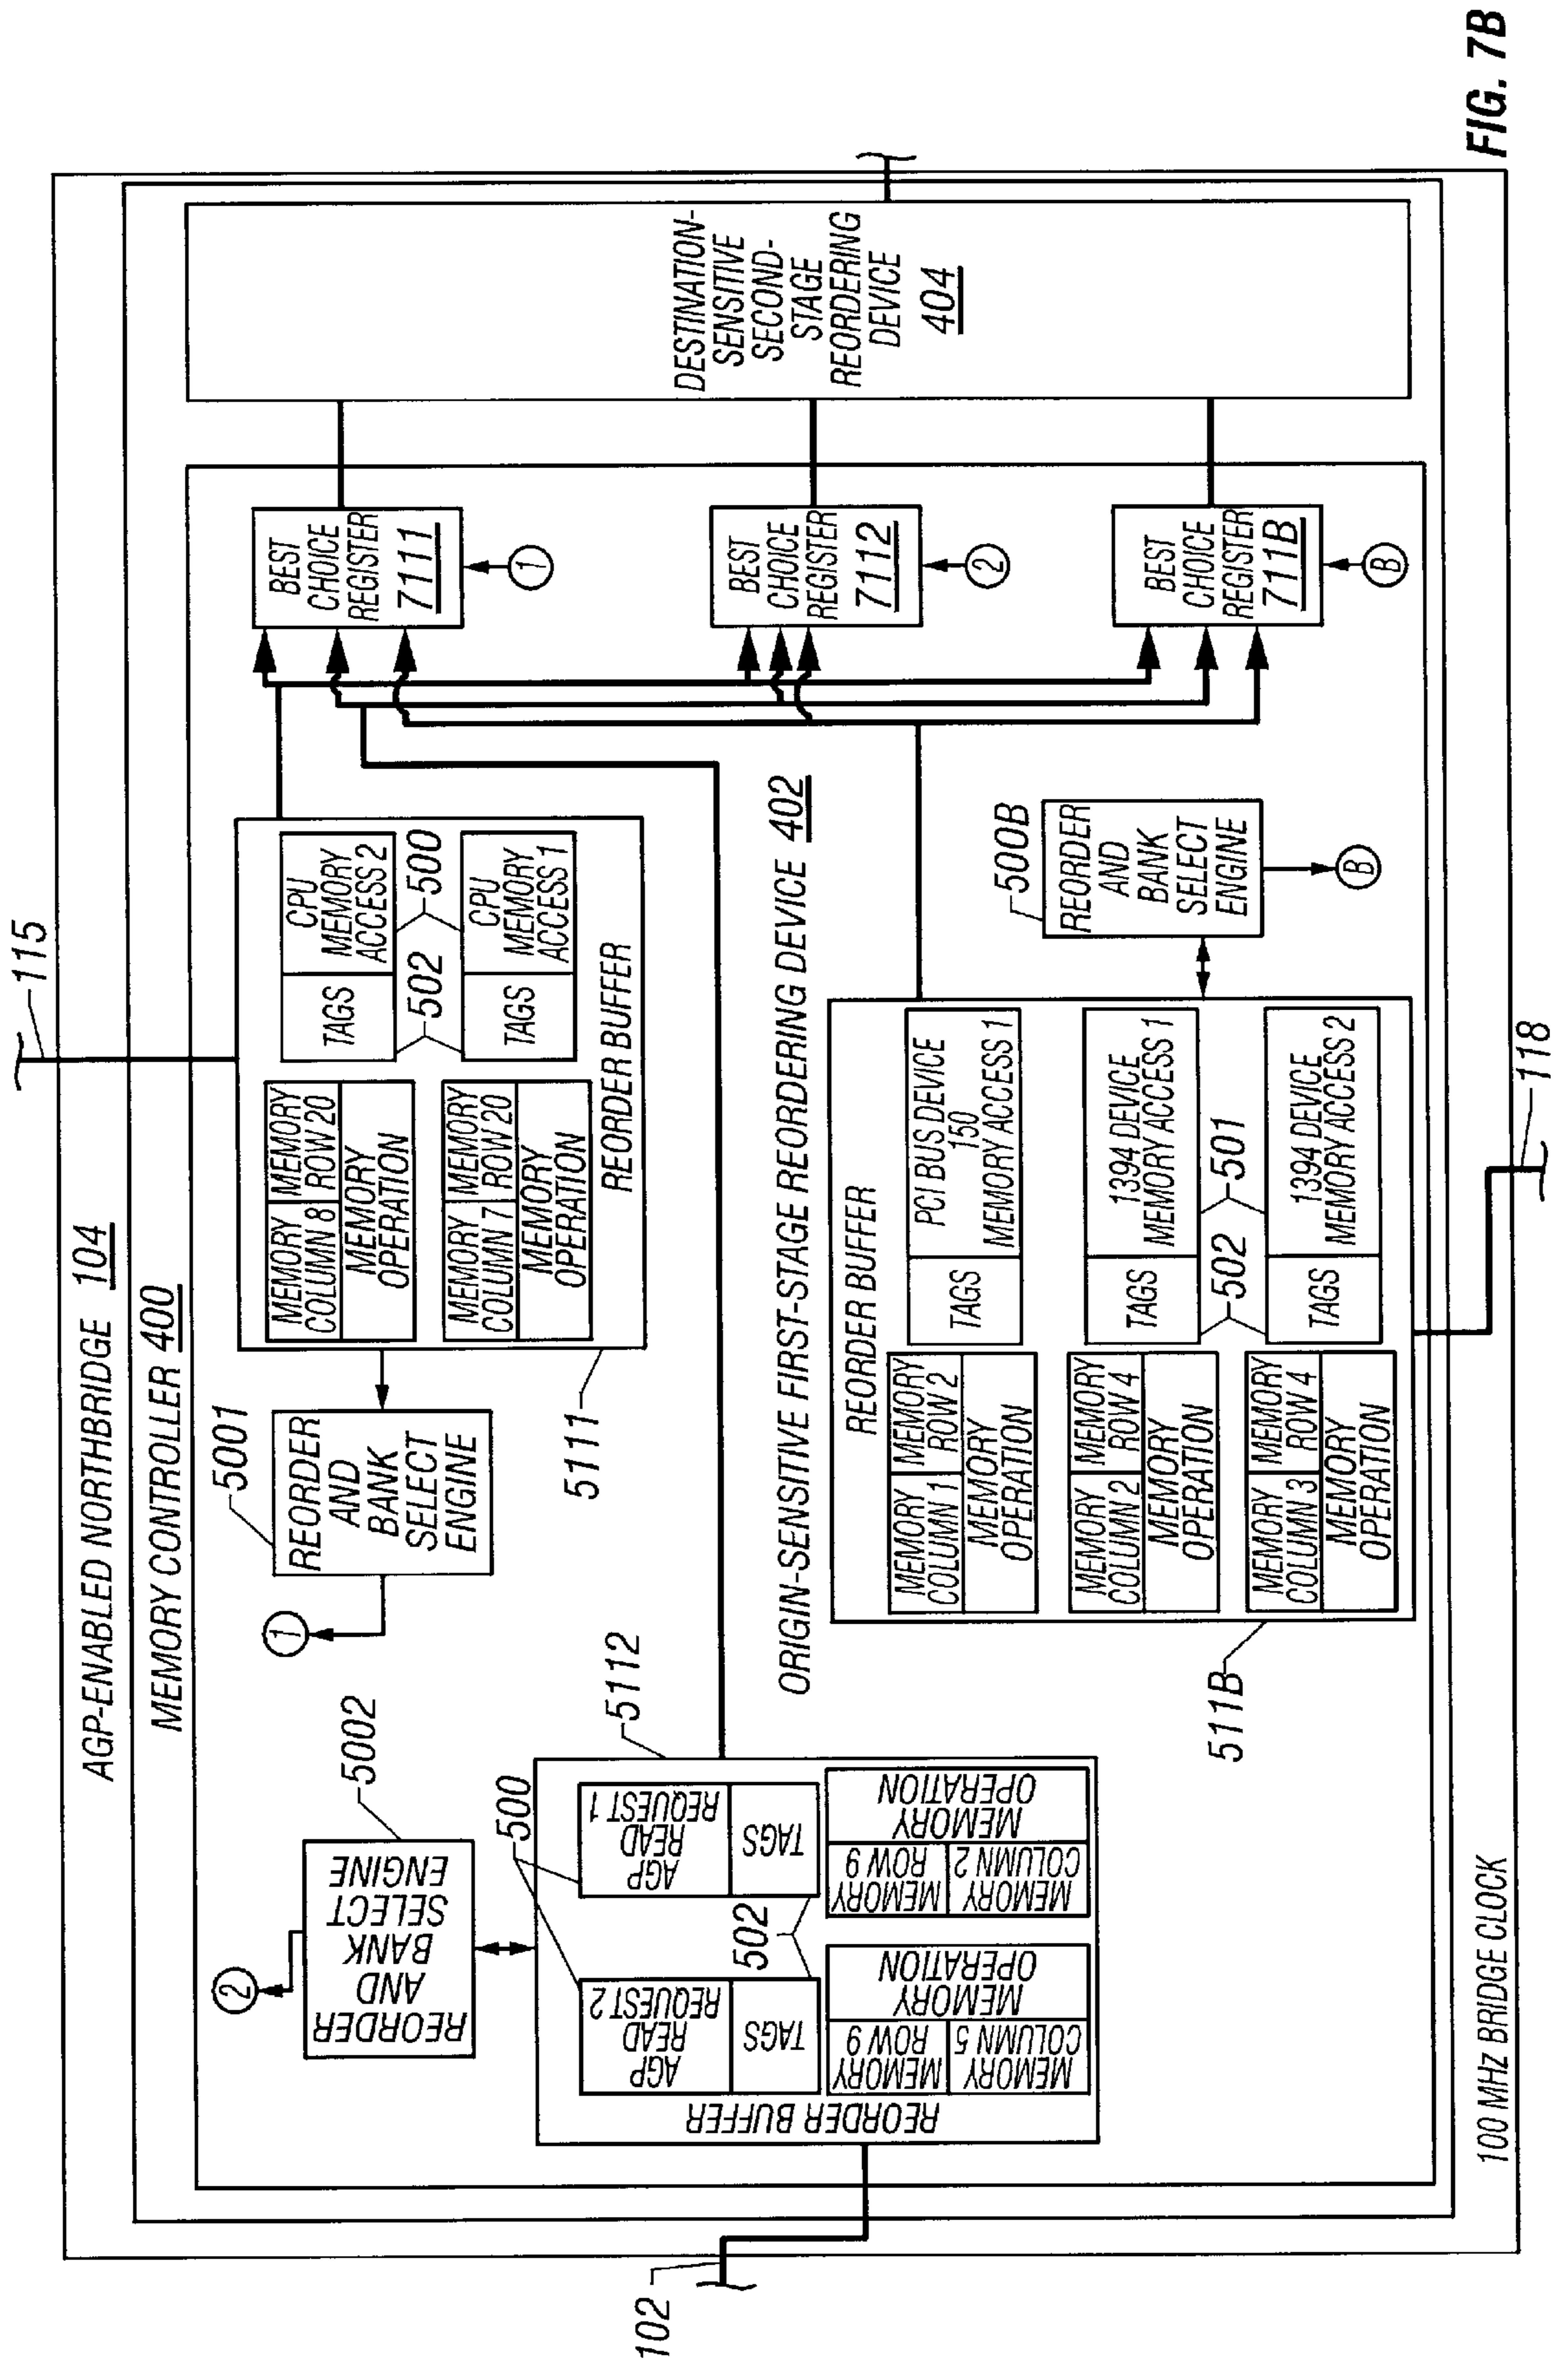 FIG. 7B
AGP-ENABLED NORTHBRIDGE 104
MEMORY CONTROLLER 400
115
5002
2
REORDER
AND
BANK
SELECT
ENGINE
5112
500
AGP
READ
REQUEST 2
AGP
READ
REQUEST 1
TAGS
502
TAGS
MEMORY
ROW 9
MEMORY
COLUMN 5
MEMORY
OPERATION
MEMORY
ROW 9
MEMORY
COLUMN 2
MEMORY
OPERATION
REORDER BUFFER
102
5001
1
REORDER
AND
BANK
SELECT
ENGINE
5111
MEMORY
COLUMN 8
MEMORY
ROW 20
MEMORY
OPERATION
TAGS
CPU
MEMORY
ACCESS 2
502
500
MEMORY
COLUMN 7
MEMORY
ROW 20
MEMORY
OPERATION
TAGS
CPU
MEMORY
ACCESS 1
REORDER BUFFER
ORIGIN-SENSITIVE FIRST-STAGE REORDERING DEVICE 402
511B
REORDER BUFFER
MEMORY
COLUMN 1
MEMORY
ROW 2
MEMORY
OPERATION
TAGS
PCI BUS DEVICE
150
MEMORY ACCESS 1
MEMORY
COLUMN 2
MEMORY
ROW 4
MEMORY
OPERATION
TAGS
1394 DEVICE
MEMORY ACCESS 1
502
501
MEMORY
COLUMN 3
MEMORY
ROW 4
MEMORY
OPERATION
TAGS
1394 DEVICE
MEMORY ACCESS 2
118
500B
REORDER
AND
BANK
SELECT
ENGINE
B
BEST
CHOICE
REGISTER
7111
1
BEST
CHOICE
REGISTER
7112
2
BEST
CHOICE
REGISTER
711B
B
DESTINATION-
SENSITIVE
SECOND-
STAGE
REORDERING
DEVICE
404
100 MHz BRIDGE CLOCK